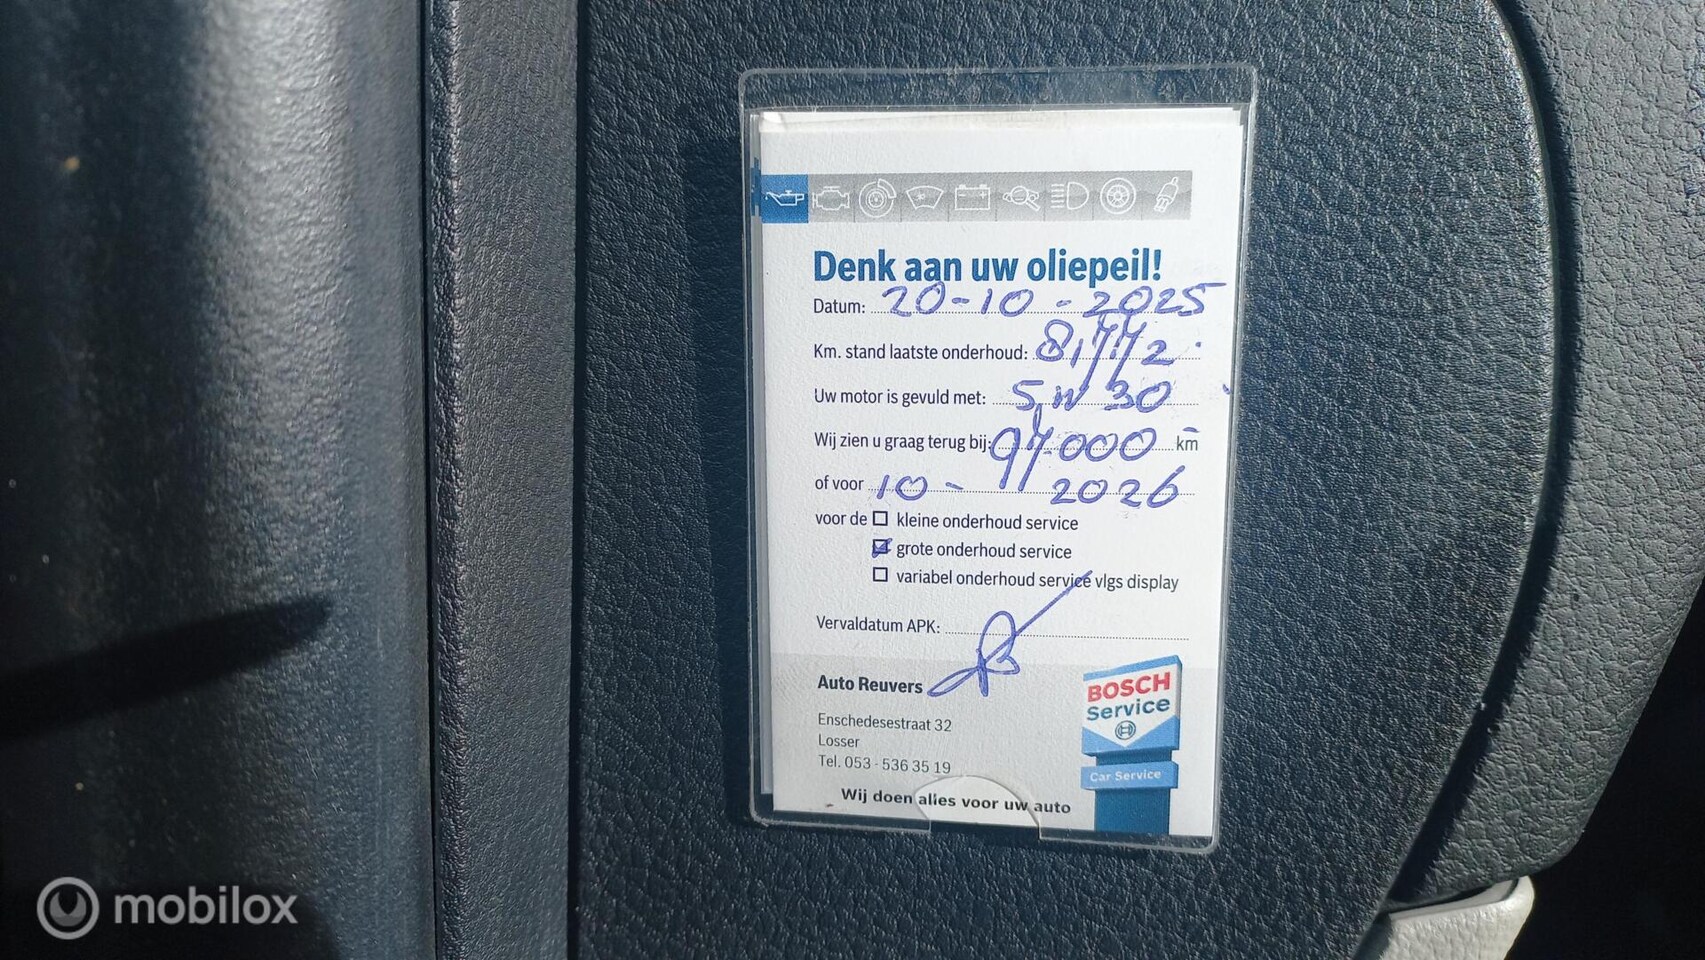 Denk aan uw oliepeil!
Datum: 20-10-2025
Km. stand laatste onderhoud: 8,772
Uw motor is gevuld met: 5W30
Wij zien u graag terug bij: 97.000 km
of voor 10-2026
voor de kleine onderhoud service
grote onderhoud service
variabel onderhoud service vlgs display
Vervaldatum APK:
Auto Reuvers
BOSCH
Service
Enschedesestraat 32
Losser
Tel. 053 - 536 35 19
Car Service
Wij doen alles voor uw auto
mobilox